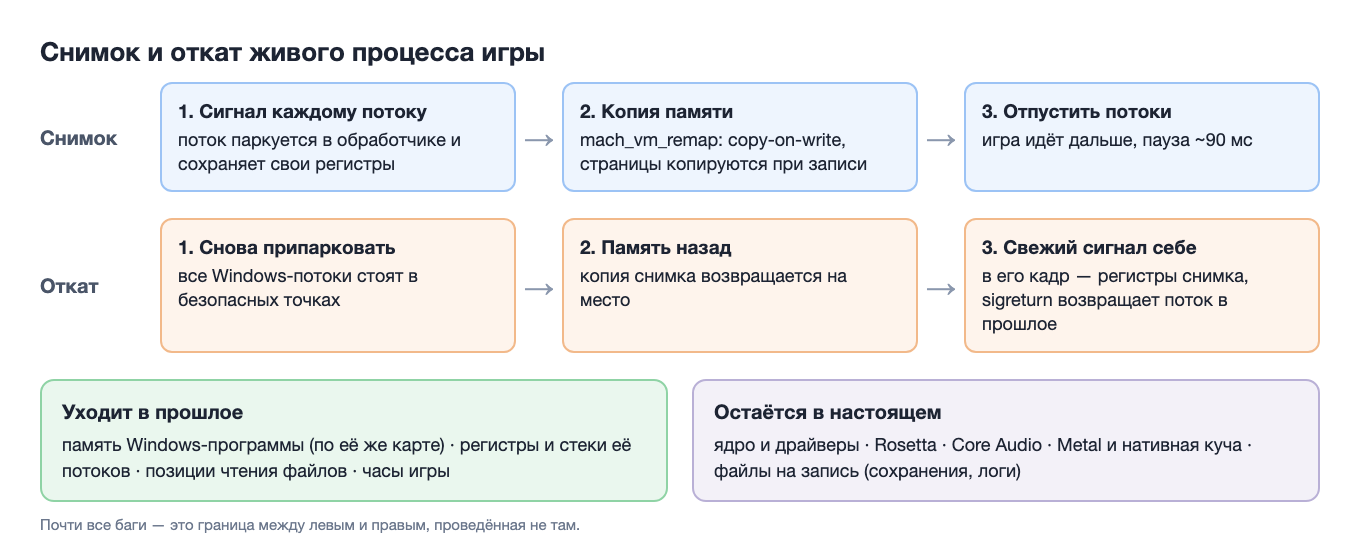 Снимок и откат живого процесса игры
Снимок
1. Сигнал каждому потоку
поток паркуется в обработчике и
сохраняет свои регистры
→
2. Копия памяти
mach_vm_remap: copy-on-write,
страницы копируются при записи
→
3. Отпустить потоки
игра идёт дальше, пауза ~90 мс
Откат
1. Снова припарковать
все Windows-потоки стоят в
безопасных точках
→
2. Память назад
копия снимка возвращается на
место
→
3. Свежий сигнал себе
в его кадр — регистры снимка,
sigreturn возвращает поток в
прошлое
Уходит в прошлое
память Windows-программы (по её же карте) · регистры и стеки её
потоков · позиции чтения файлов · часы игры
Остаётся в настоящем
ядро и драйверы · Rosetta · Core Audio · Metal и нативная куча ·
файлы на запись (сохранения, логи)
Почти все баги — это граница между левым и правым, проведённая не там.